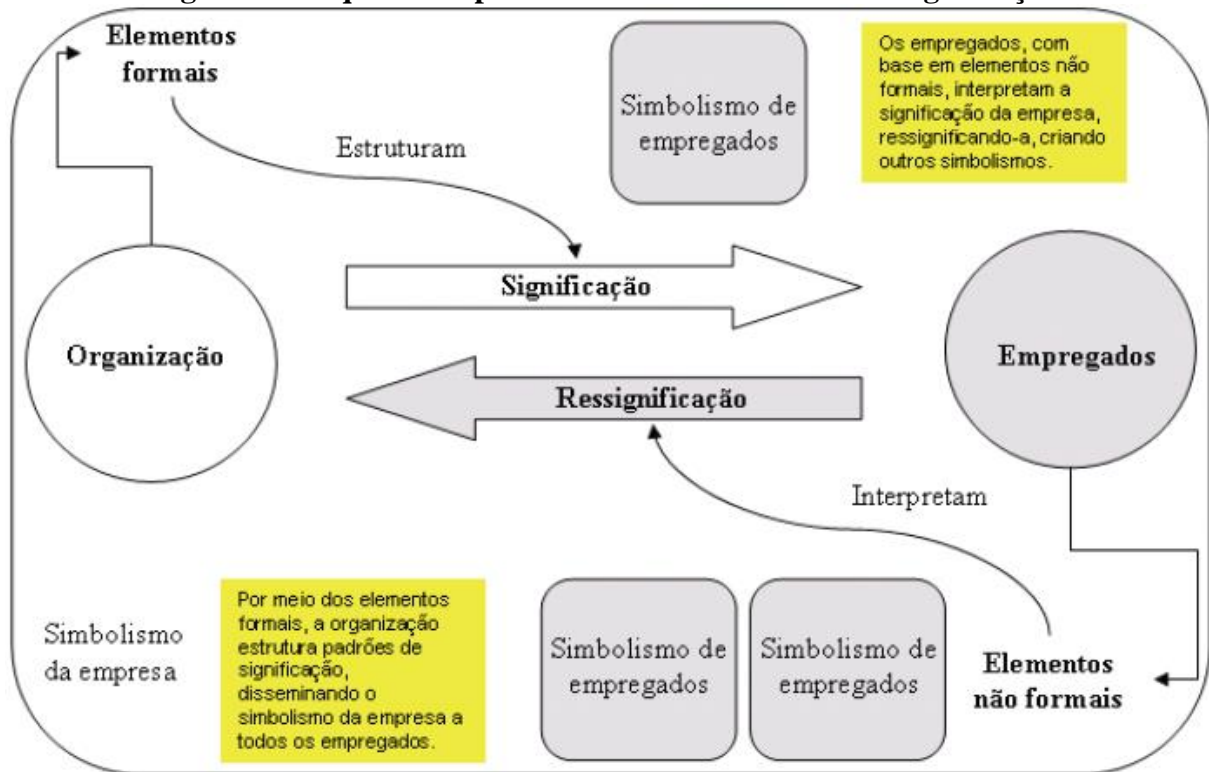 Elementos
formais
Simbolismo de
empregados
Os empregados, com
base em elementos não
formais, interpretam a
significação da empresa,
ressignificando-a, criando
outros simbolismos.
Estruturam
Significação
Organização
Empregados
Ressignificação
Interpretam
Simbolismo
da empresa
Por meio dos elementos
formais, a organização
estrutura padrões de
significação,
disseminando o
simbolismo da empresa a
todos os empregados.
Simbolismo de
empregados
Simbolismo de
empregados
Elementos
não formais